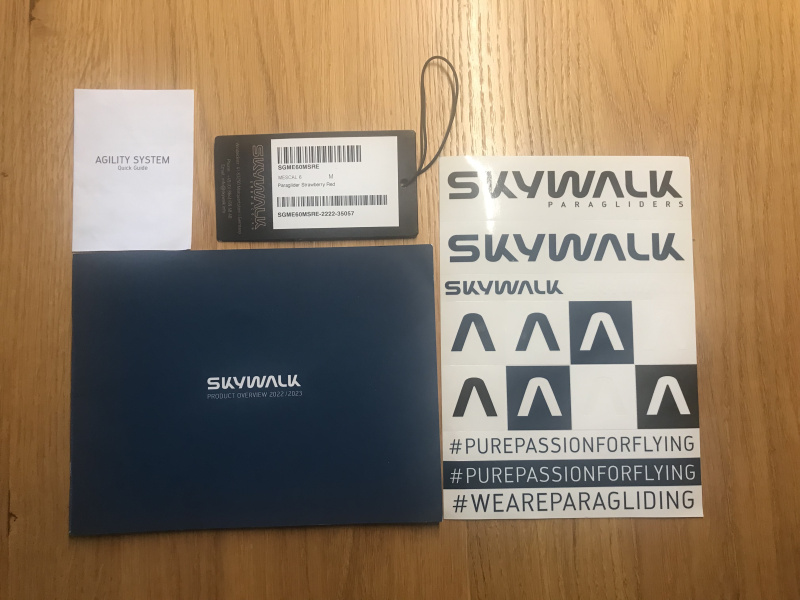 AGILITY SYSTEM
Quick Guide
SKYWALK
SGME60MSRE
MESCAL 6 M
Paraglider Strawberry Red
SGME60MSRE-2222-35057
SKYWALK
PARAGLIDERS
SKYWALK
SKYWALK
#PUREPASSIONFORFLYING
#PUREPASSIONFORFLYING
#WEAREPARAGLIDING
SKYWALK
PRODUCT OVERVIEW 2022/2023